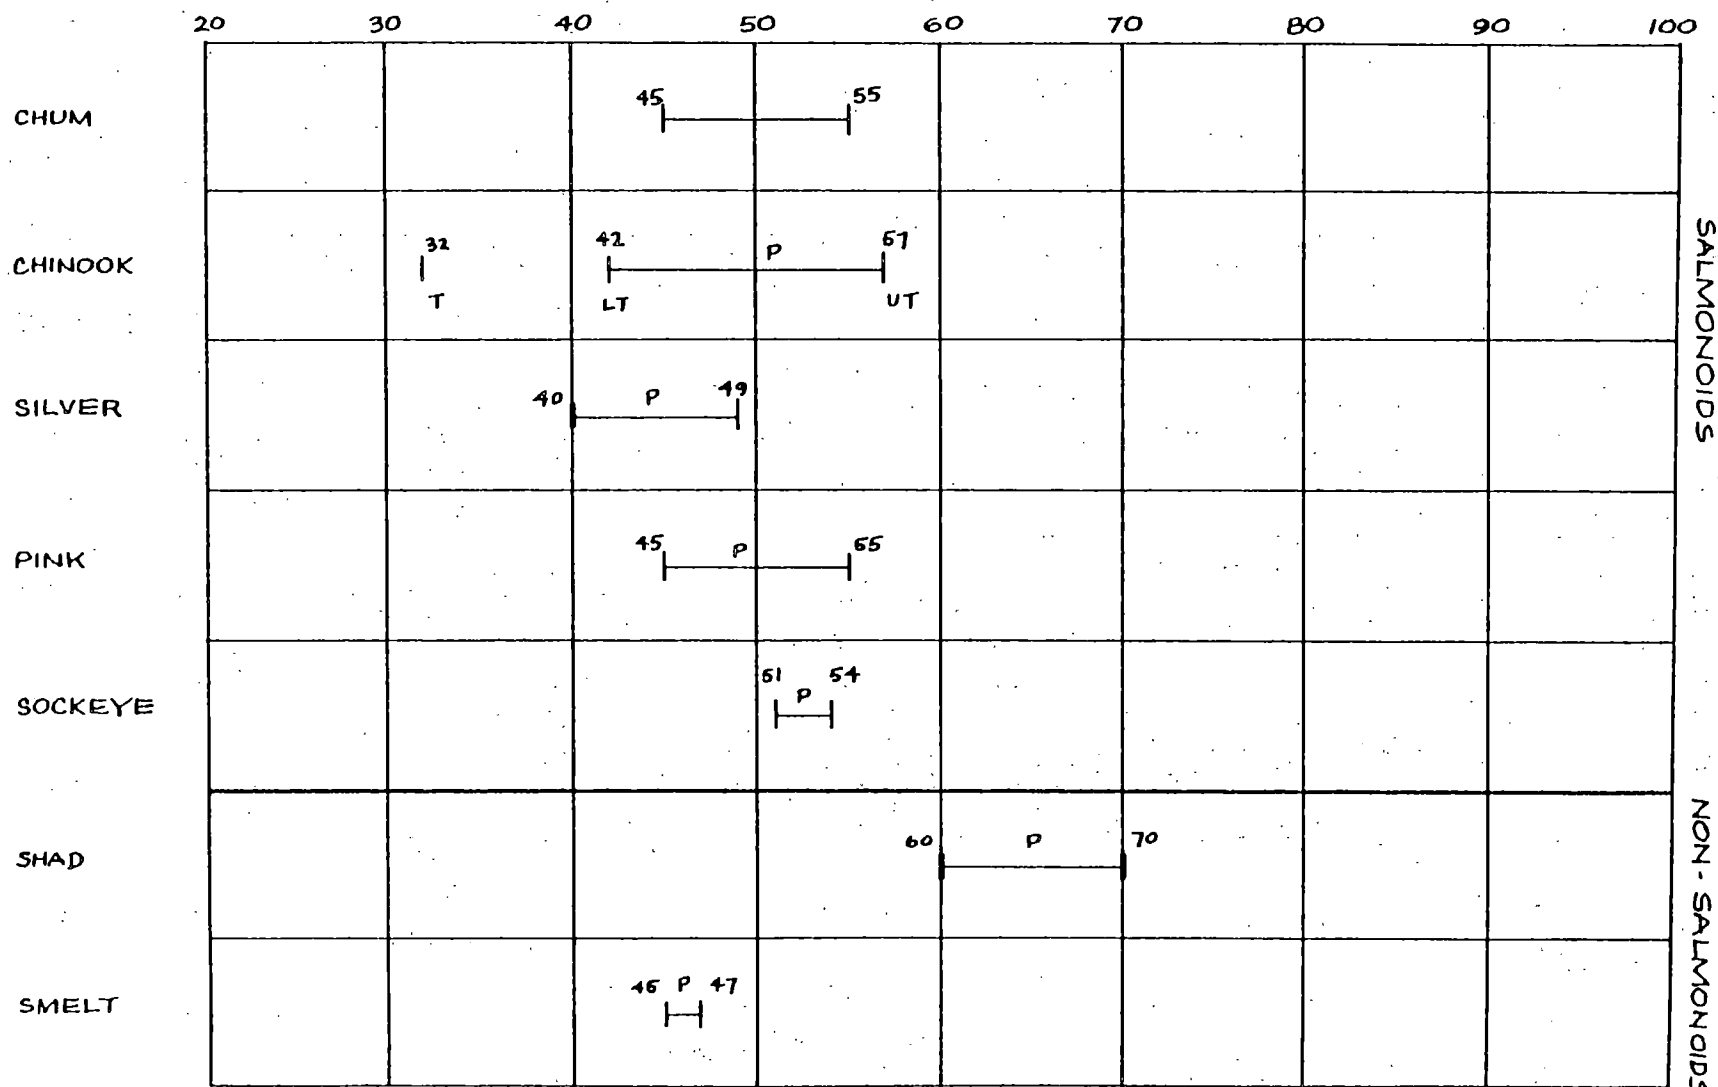 20 30 40 50 60 70 80 90 100
CHUM 45 55
CHINOOK 32 T 42 LT P 57 UT
SILVER 40 P 49
PINK 45 P 55
SOCKEYE 51 P 54
SHAD 60 P 70
SMELT 45 P 47
SALMONOIDS
NON-SALMONOIDS